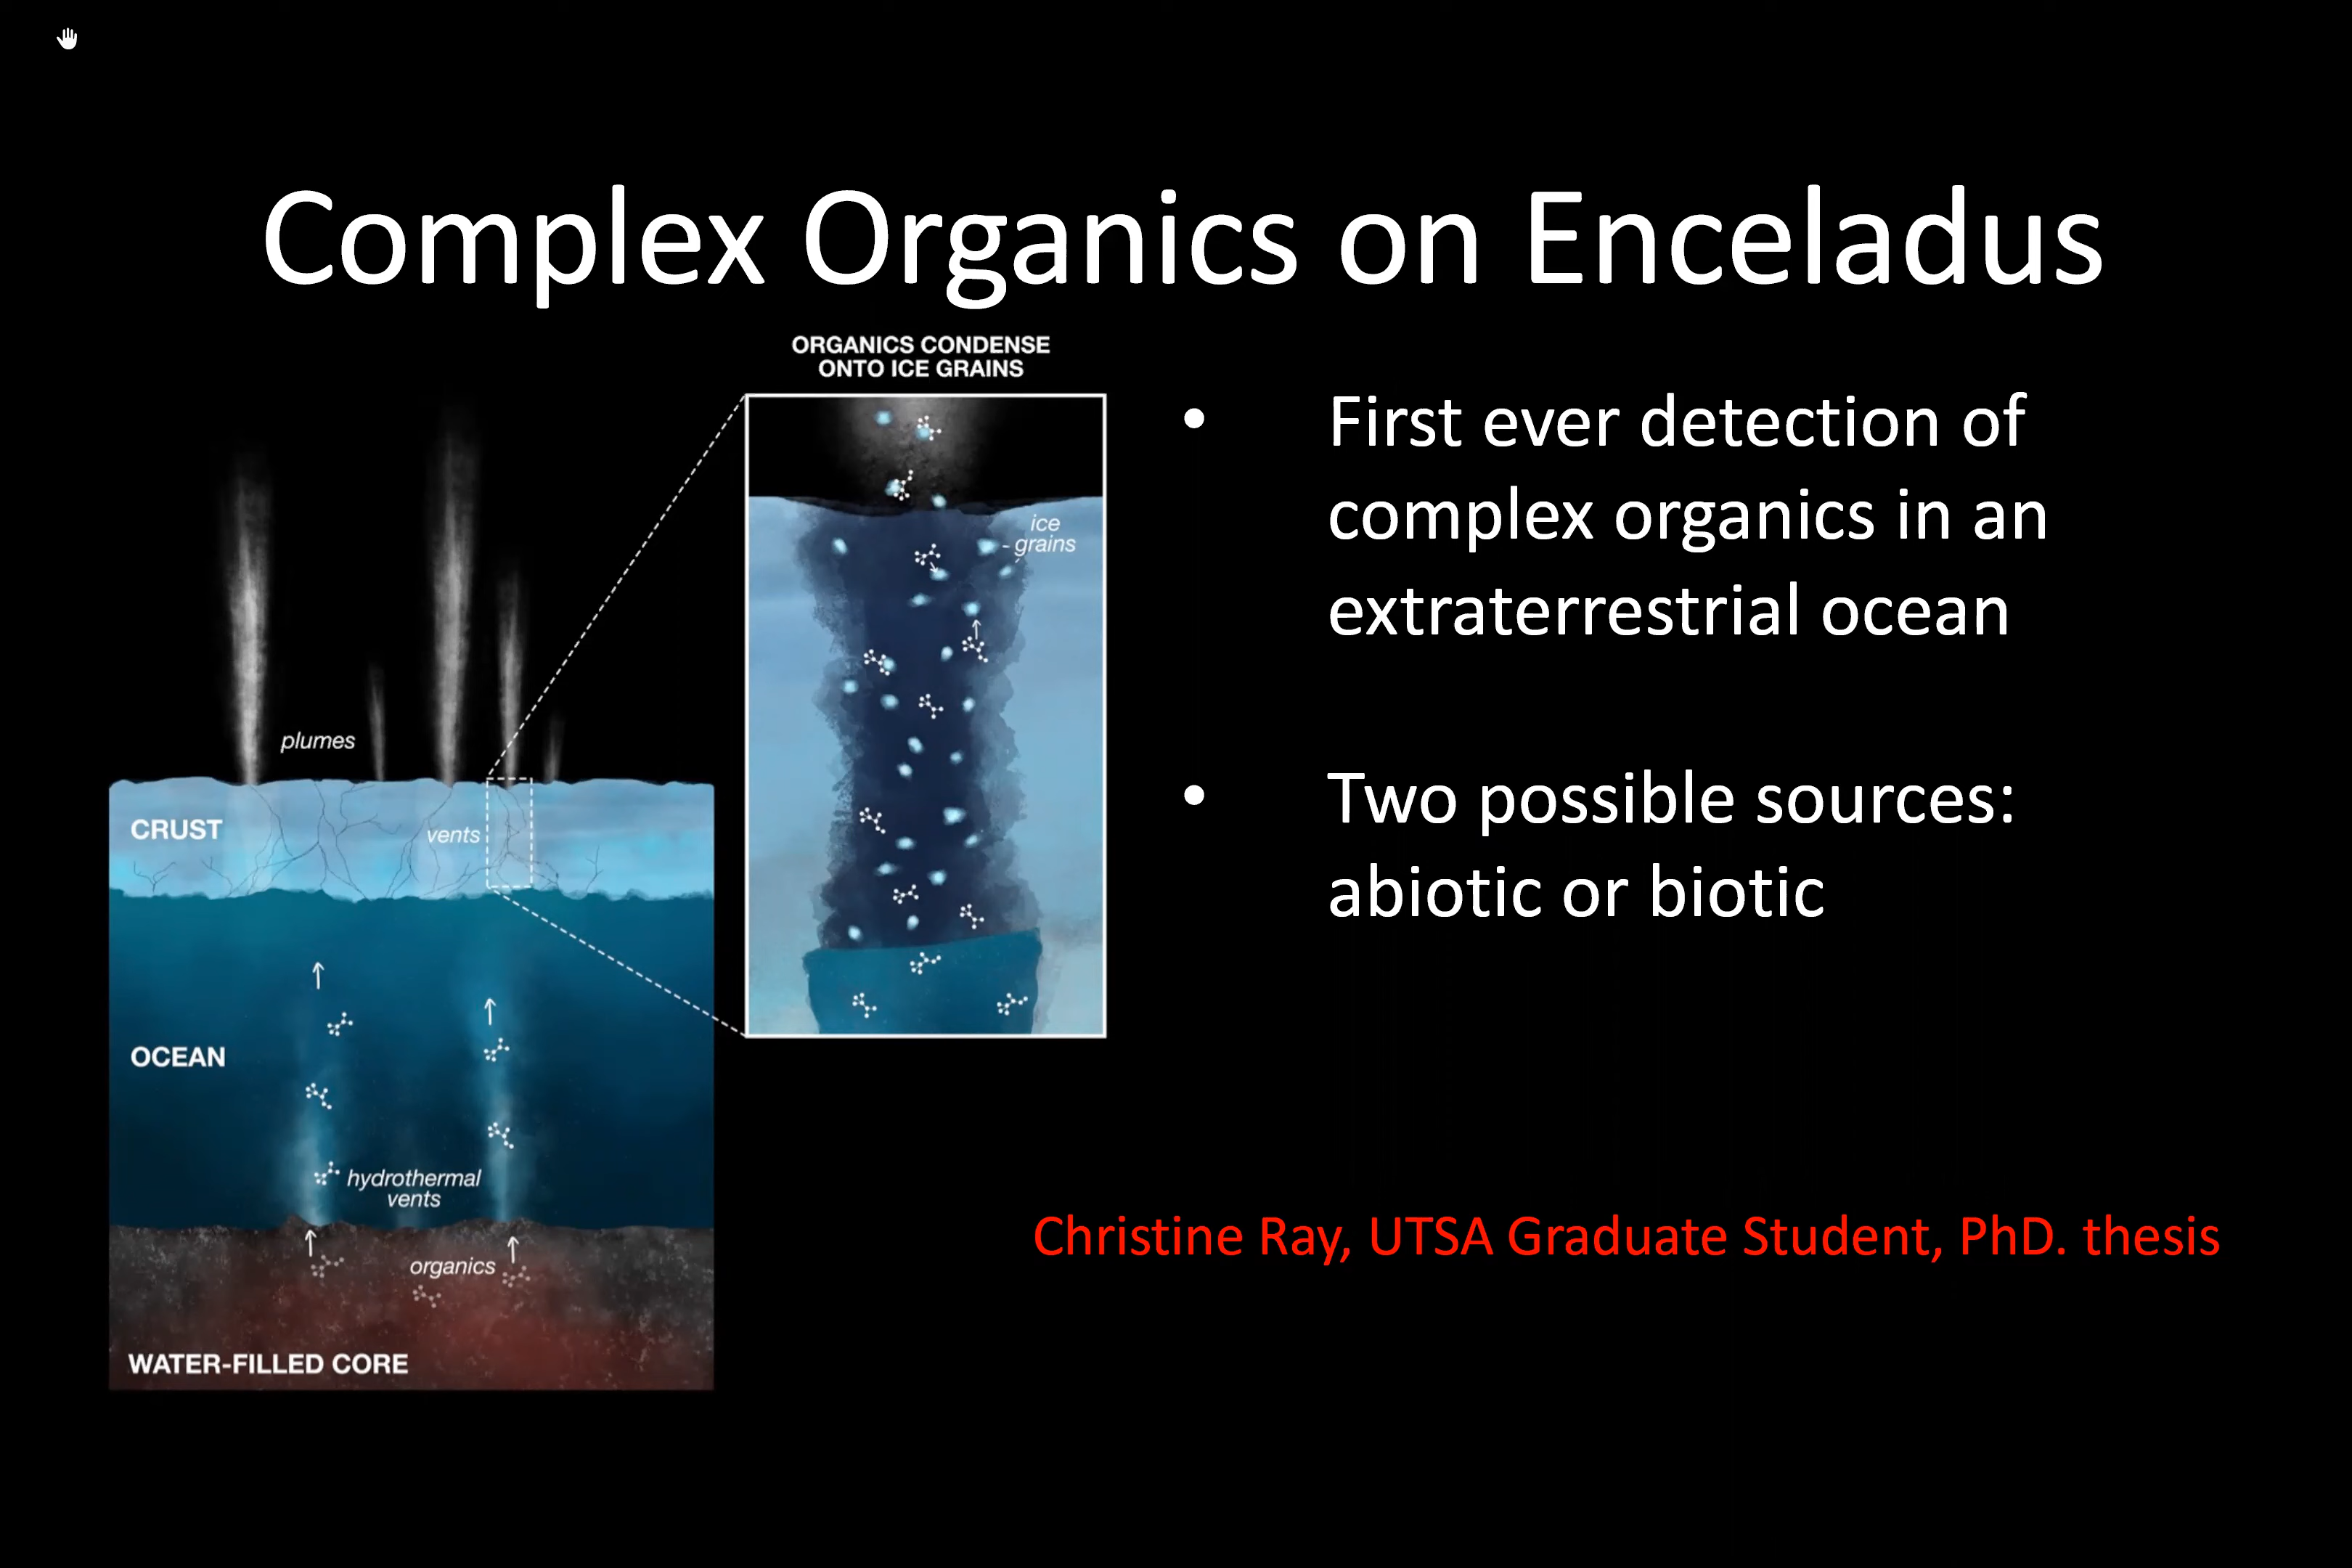 Complex Organics on Enceladus
ORGANICS CONDENSE
ONTO ICE GRAINS
ice
grains
plumes
CRUST
vents
OCEAN
hydrothermal
vents
organics
WATER-FILLED CORE
• First ever detection of
complex organics in an
extraterrestrial ocean
• Two possible sources:
abiotic or biotic
Christine Ray, UTSA Graduate Student, PhD. thesis